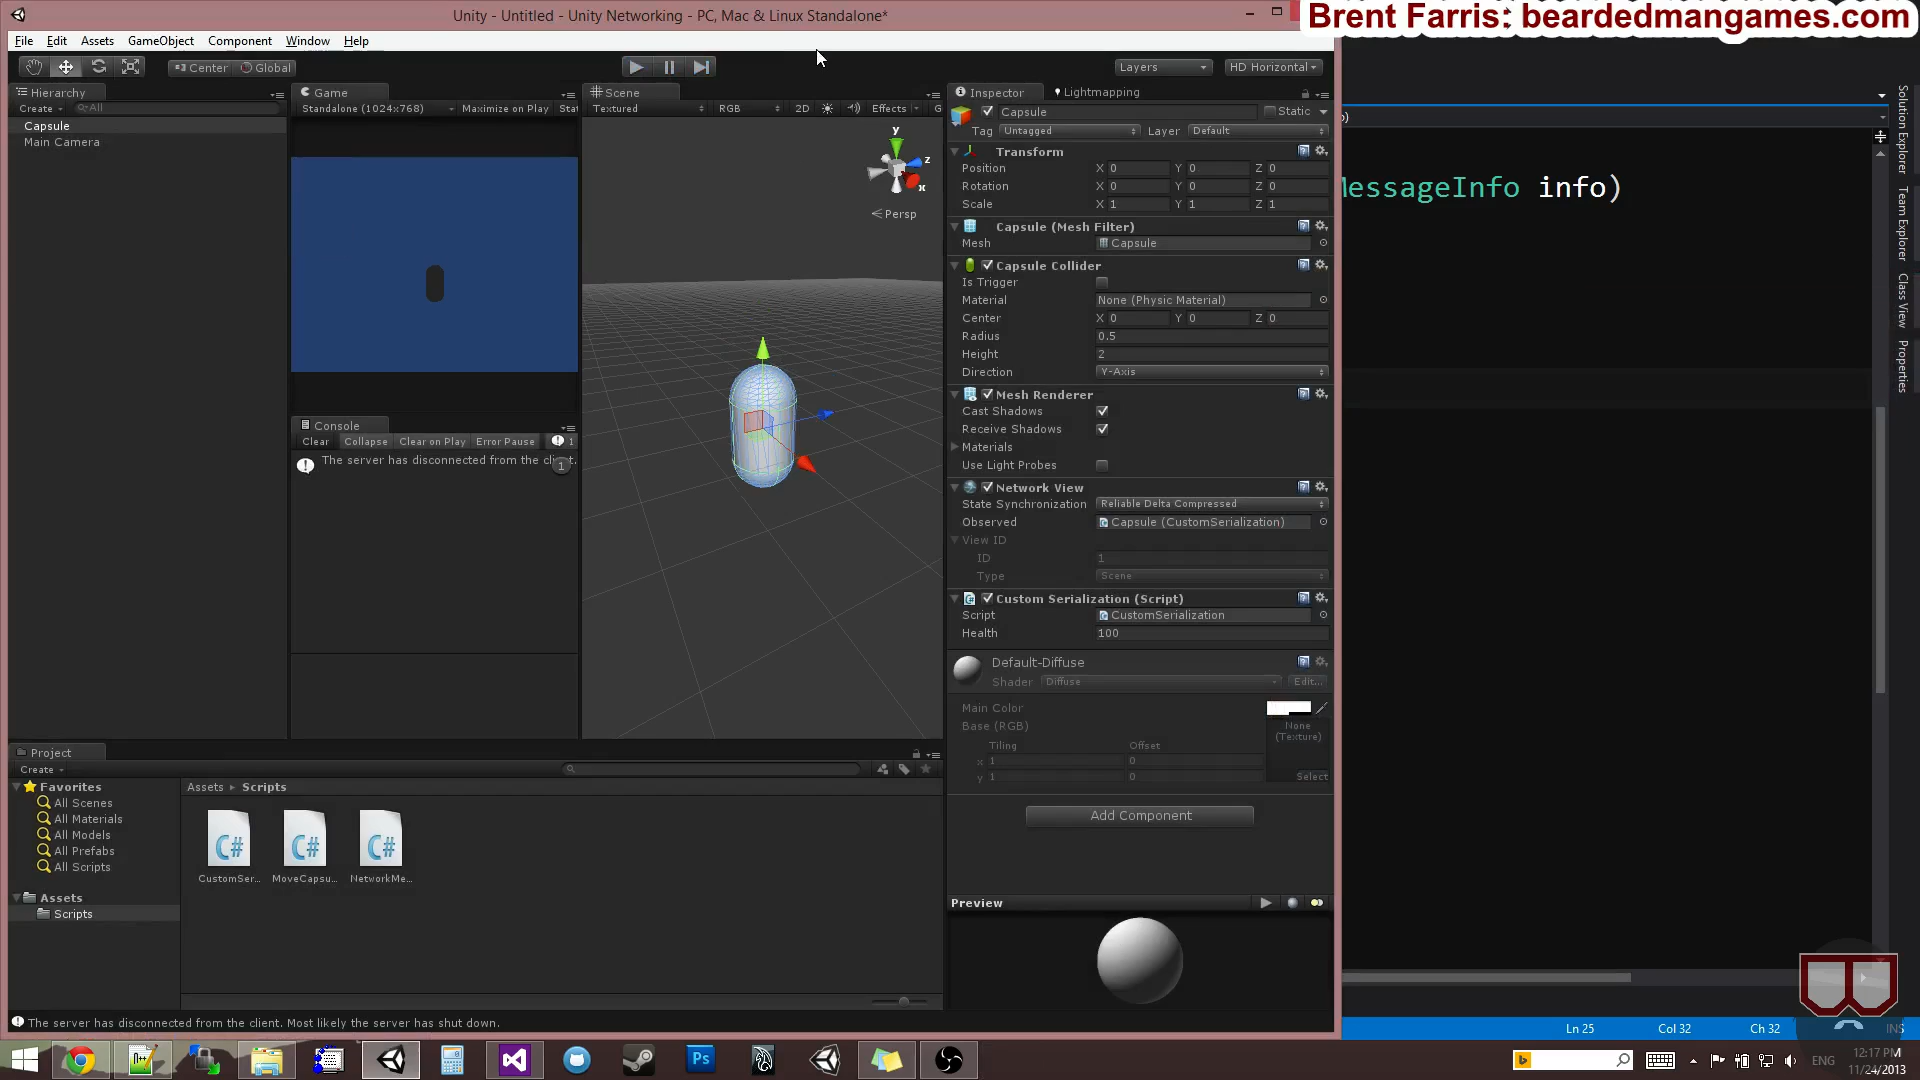 Unity - Untitled - Unity Networking - PC, Mac & Linux Standalone*
Brent Farris: beardedmangames.com
File Edit Assets GameObject Component Window Help
Center Global
Layers
HD Horizontal
Hierarchy
Create All
Capsule
Main Camera
Game
Standalone (1024x768) Maximize on Play Stat
Console
Clear Collapse Clear on Play Error Pause 1
The server has disconnected from the client. 1
Scene
Textured RGB 2D Effects G
y
z
x
Persp
Inspector Lightmapping
Capsule Static
Tag Untagged Layer Default
Transform
Position X 0 Y 0 Z 0
Rotation X 0 Y 0 Z 0
Scale X 1 Y 1 Z 1
Capsule (Mesh Filter)
Mesh Capsule
Capsule Collider
Is Trigger
Material None (Physic Material)
Center X 0 Y 0 Z 0
Radius 0.5
Height 2
Direction Y-Axis
Mesh Renderer
Cast Shadows
Receive Shadows
Materials
Use Light Probes
Network View
State Synchronization Reliable Delta Compressed
Observed Capsule (CustomSerialization)
View ID
ID 1
Type Scene
Custom Serialization (Script)
Script CustomSerialization
Health 100
Default-Diffuse
Shader Diffuse Edit...
Main Color
Base (RGB)
None
(Texture)
Tiling Offset
x 1 0
y 1 0
Select
Add Component
Preview
Project
Create
Favorites
All Scenes
All Materials
All Models
All Prefabs
All Scripts
Assets
Scripts
Assets Scripts
C# C# C#
CustomSer... MoveCapsu... NetworkMe...
The server has disconnected from the client. Most likely the server has shut down.
MessageInfo info)
Solution Explorer
Team Explorer
Class View
Properties
Ln 25 Col 32 Ch 32 INS
Ps
ENG
12:17 PM
11/24/2013